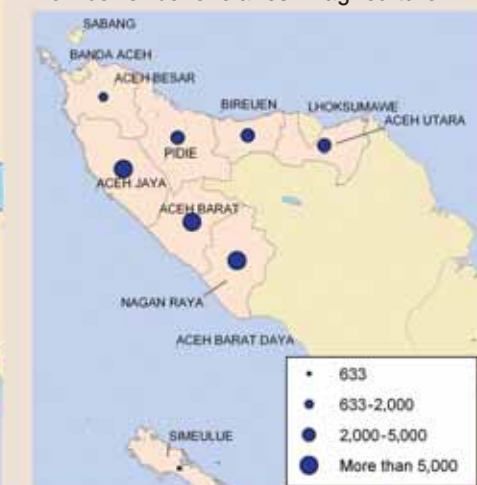 SABANG
BANDA ACEH
ACEH BESAR
BIREUEN
LHOKSUMAWE
ACEH UTARA
PIDIE
ACEH JAYA
ACEH BARAT
NAGAN RAYA
ACEH BARAT DAYA
SIMEULUE
633
633-2,000
2,000-5,000
More than 5,000